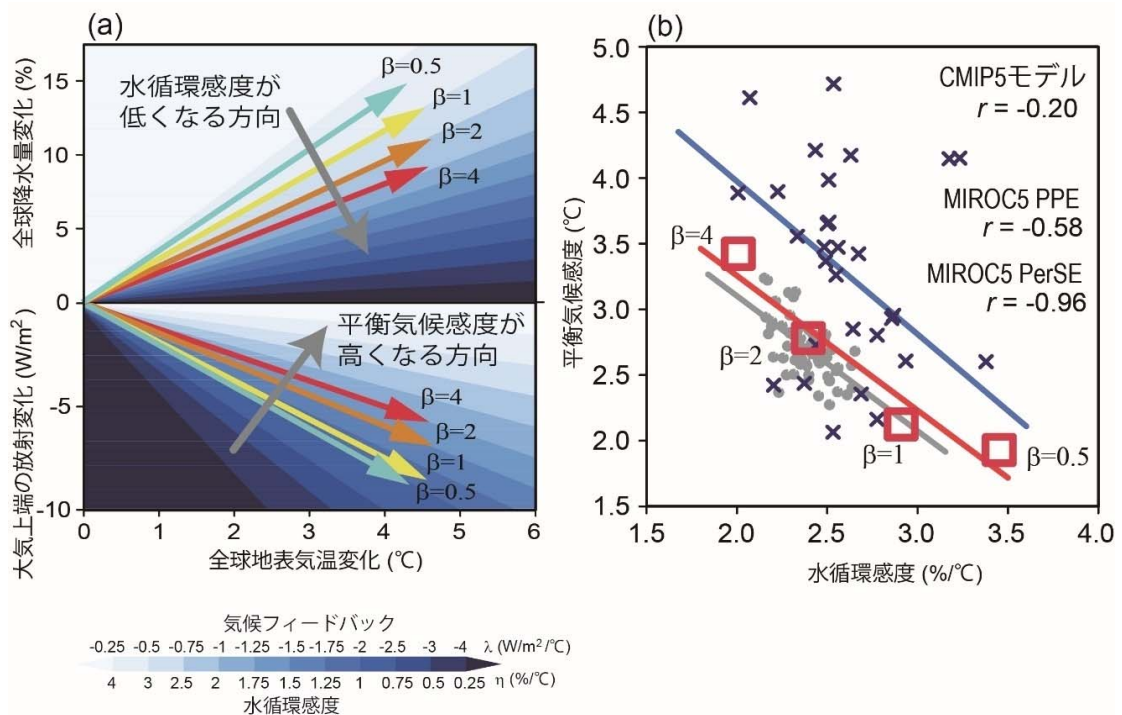 (a)
全球降水量変化 (%)
15
10
5
0
水循環感度が
低くなる方向
β=0.5
β=1
β=2
β=4
大気上端の放射変化 (W/m²)
-5
-10
平衡気候感度が
高くなる方向
β=4
β=2
β=1
β=0.5
0 1 2 3 4 5 6
全球地表気温変化 (℃)
気候フィードバック
-0.25 -0.5 -0.75 -1 -1.25 -1.5 -1.75 -2 -2.5 -3 -4 λ (W/m²/℃)
4 3 2.5 2 1.75 1.5 1.25 1 0.75 0.5 0.25 η (%/℃)
水循環感度
(b)
平衡気候感度 (℃)
5.0
4.5
4.0
3.5
3.0
2.5
2.0
1.5
CMIP5モデル
r = -0.20
MIROC5 PPE
r = -0.58
MIROC5 PerSE
r = -0.96
β=4
β=2
β=1
β=0.5
1.5 2.0 2.5 3.0 3.5 4.0
水循環感度 (%/℃)